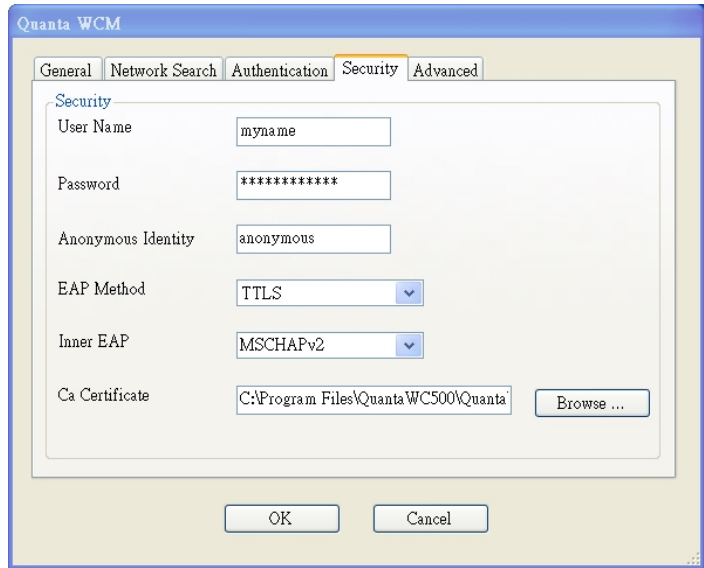 Quanta WCM
General Network Search Authentication Security Advanced
Security
User Name myname
Password ************
Anonymous Identity anonymous
EAP Method TTLS
Inner EAP MSCHAPv2
Ca Certificate C:\Program Files\QuantaWC500\Quanta Browse ...
OK Cancel